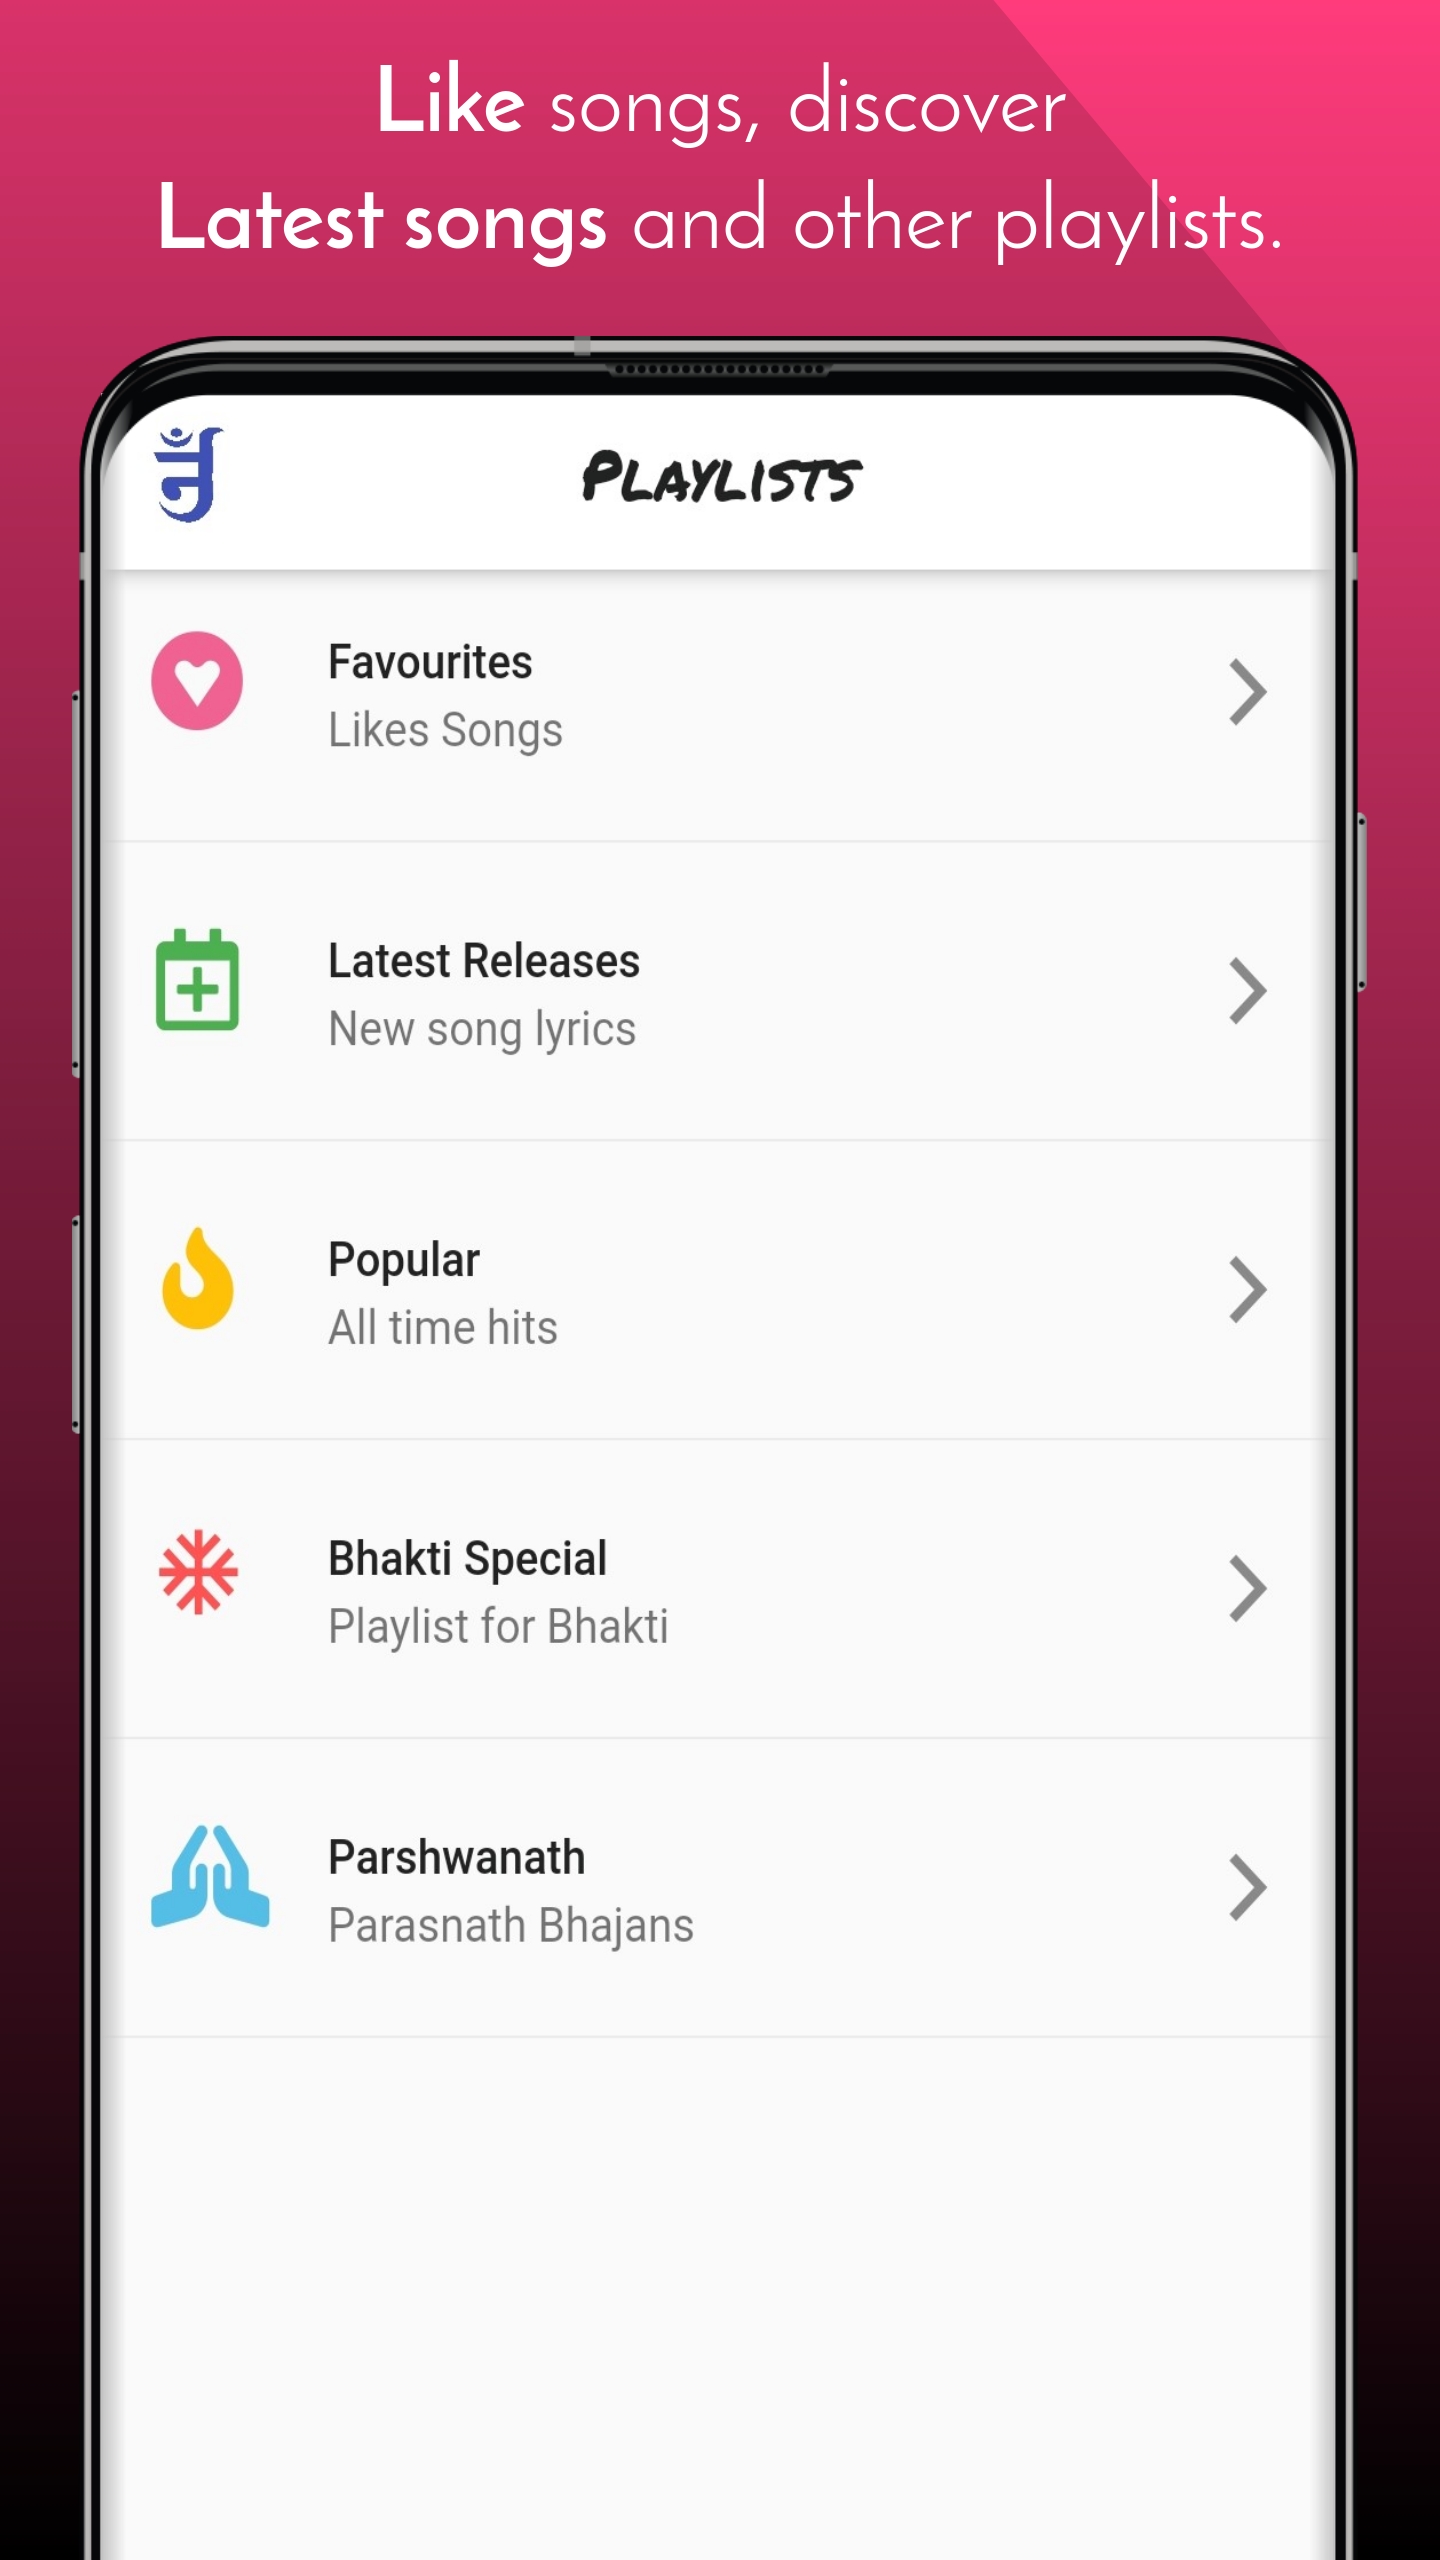 Like songs, discover
Latest songs and other playlists.
ॐ
PLAYLISTS
Favourites
Likes Songs
Latest Releases
New song lyrics
Popular
All time hits
Bhakti Special
Playlist for Bhakti
Parshwanath
Parasnath Bhajans